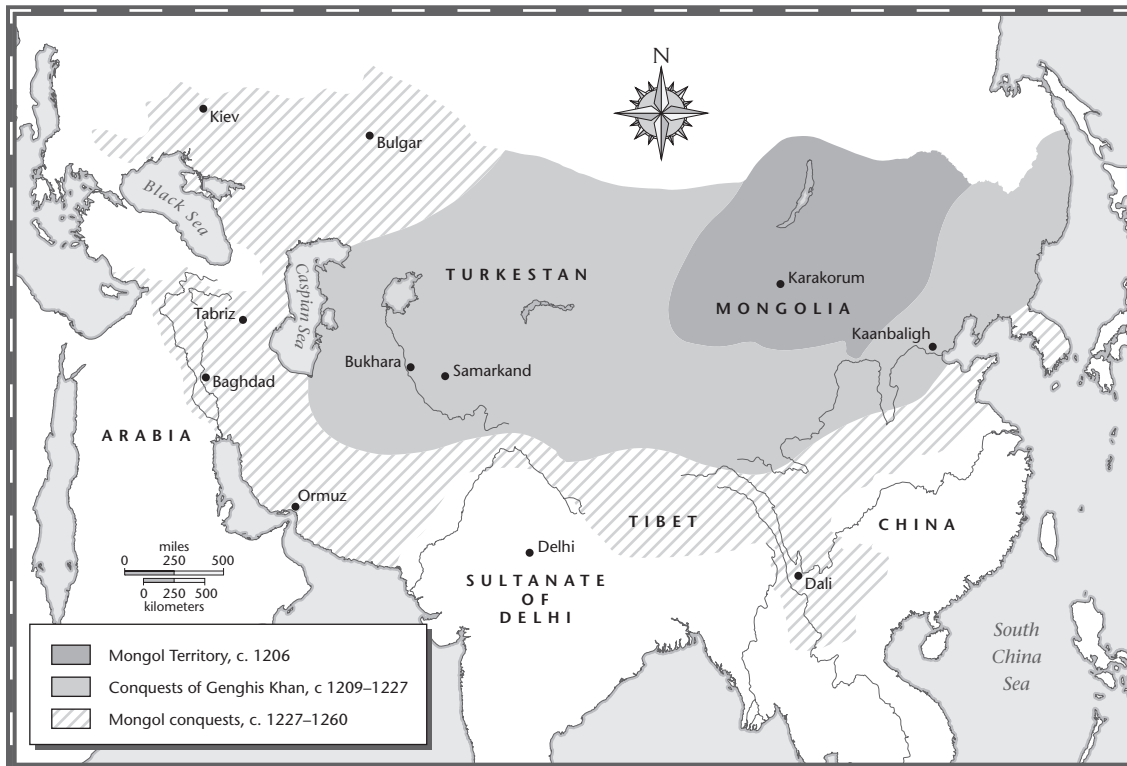 N
Kiev
Bulgar
Black Sea
Caspian Sea
TURKESTAN
Karakorum
MONGOLIA
Kaanbaligh
Tabriz
Bukhara
Samarkand
Baghdad
ARABIA
Ormuz
TIBET
CHINA
Delhi
SULTANATE
OF
DELHI
Dali
miles
0 250 500
0 250 500
kilometers
South
China
Sea
Mongol Territory, c. 1206
Conquests of Genghis Khan, c 1209–1227
Mongol conquests, c. 1227–1260